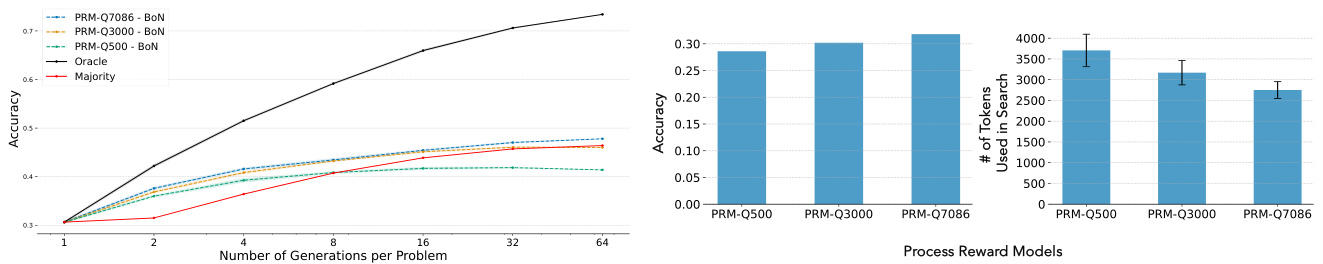 PRM-Q7086 - BoN
PRM-Q3000 - BoN
PRM-Q500 - BoN
Oracle
Majority
Accuracy
0.7
0.6
0.5
0.4
0.3
1 2 4 8 16 32 64
Number of Generations per Problem
Accuracy
0.30
0.25
0.20
0.15
0.10
0.05
0.00
PRM-Q500 PRM-Q3000 PRM-Q7086
# of Tokens
Used in Search
4000
3500
3000
2500
2000
1500
1000
500
0
PRM-Q500 PRM-Q3000 PRM-Q7086
Process Reward Models